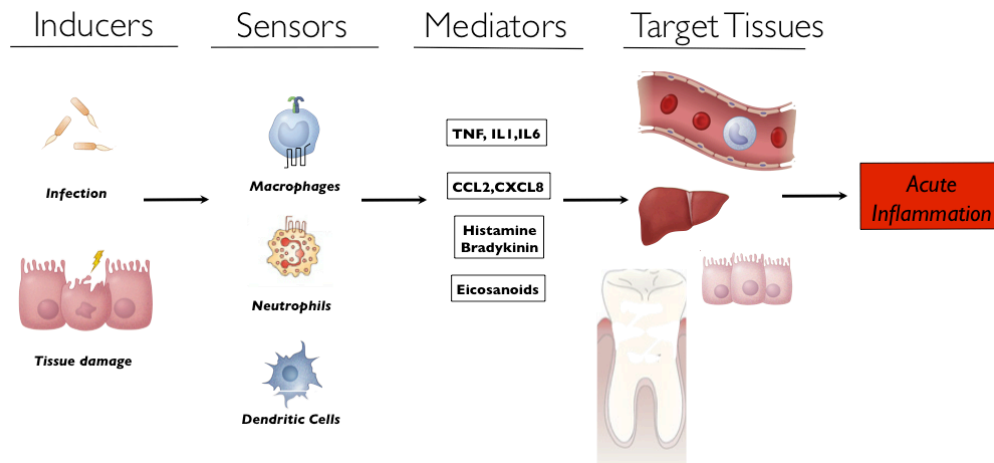 Inducers
Sensors
Mediators
Target Tissues
Infection
Tissue damage
Macrophages
Neutrophils
Dendritic Cells
TNF, IL1,IL6
CCL2,CXCL8
Histamine
Bradykinin
Eicosanoids
Acute
Inflammation